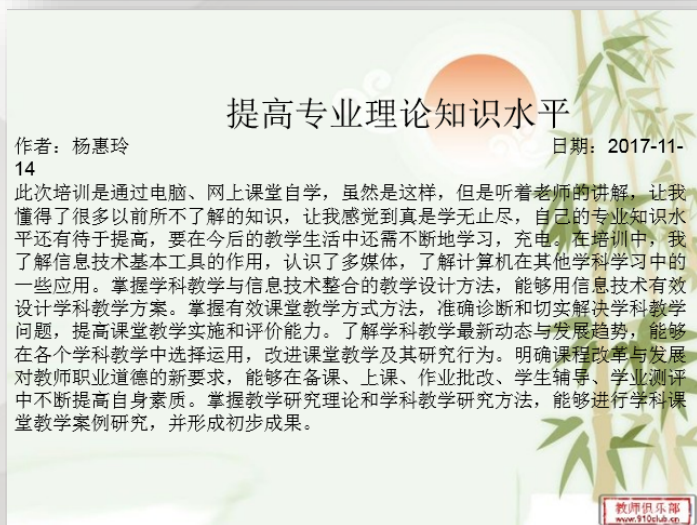 提高专业理论知识水平
作者：杨惠玲 日期：2017-11-
14
此次培训是通过电脑、网上课堂自学，虽然是这样，但是听着老师的讲解，让我
懂得了很多以前所不了解的知识，让我感觉到真是学无止尽，自己的专业知识水
平还有待于提高，要在今后的教学生活中还需不断地学习，充电。在培训中，我
了解信息技术基本工具的作用，认识了多媒体，了解计算机在其他学科学习中的
一些应用。掌握学科教学与信息技术整合的教学设计方法，能够用信息技术有效
设计学科教学方案。掌握有效课堂教学方式方法，准确诊断和切实解决学科教学
问题，提高课堂教学实施和评价能力。了解学科教学最新动态与发展趋势，能够
在各个学科教学中选择运用，改进课堂教学及其研究行为。明确课程改革与发展
对教师职业道德的新要求，能够在备课、上课、作业批改、学生辅导、学业测评
中不断提高自身素质。掌握教学研究理论和学科教学研究方法，能够进行学科课
堂教学案例研究，并形成初步成果。
教师俱乐部
www.910club.cn